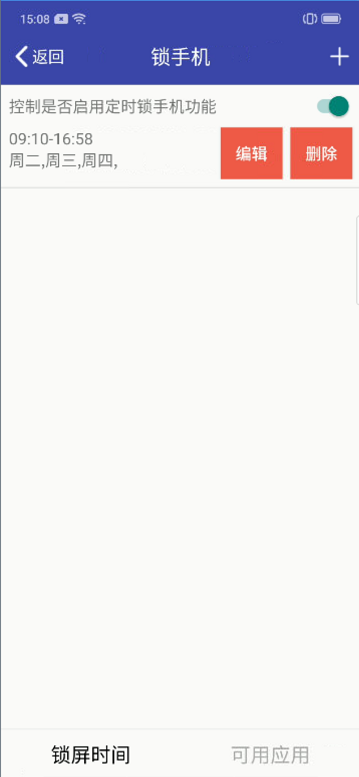 15:08
返回 锁手机
控制是否启用定时锁手机功能
09:10-16:58
周二,周三,周四,
编辑 删除
锁屏时间 可用应用